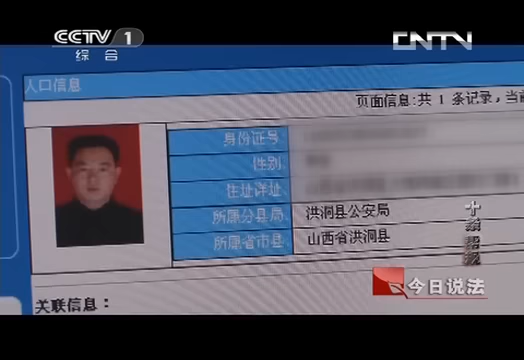 CCTV 1
综合
CNTV
人口信息
页面信息:共 1 条记录，当前
身份证号
性别
住址详址
所属分县局 洪洞县公安局
所属省市县 山西省洪洞县
今日说法
关联信息：